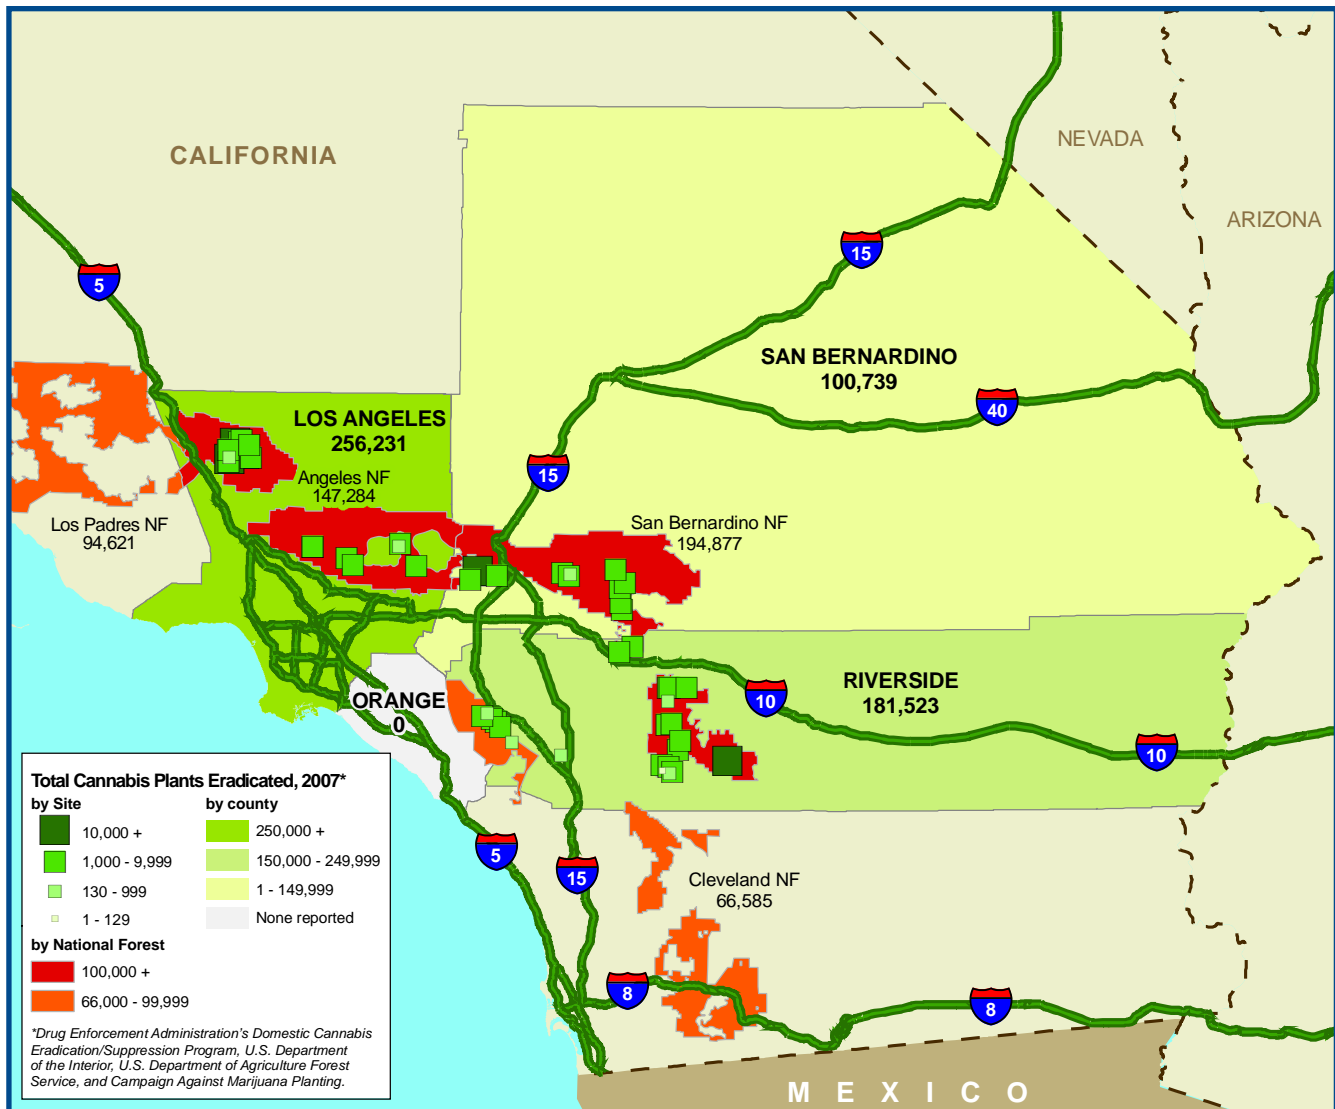 CALIFORNIA
NEVADA
ARIZONA
15
5
SAN BERNARDINO
100,739
40
LOS ANGELES
256,231
15
Angeles NF
147,284
Los Padres NF
94,621
San Bernardino NF
194,877
ORANGE
0
RIVERSIDE
181,523
10
10
Total Cannabis Plants Eradicated, 2007*
by Site
10,000 +
1,000 - 9,999
130 - 999
1 - 129
by county
250,000 +
150,000 - 249,999
1 - 149,999
None reported
by National Forest
100,000 +
66,000 - 99,999
*Drug Enforcement Administration's Domestic Cannabis
Eradication/Suppression Program, U.S. Department
of the Interior, U.S. Department of Agriculture Forest
Service, and Campaign Against Marijuana Planting.
5
15
Cleveland NF
66,585
8
8
MEXICO